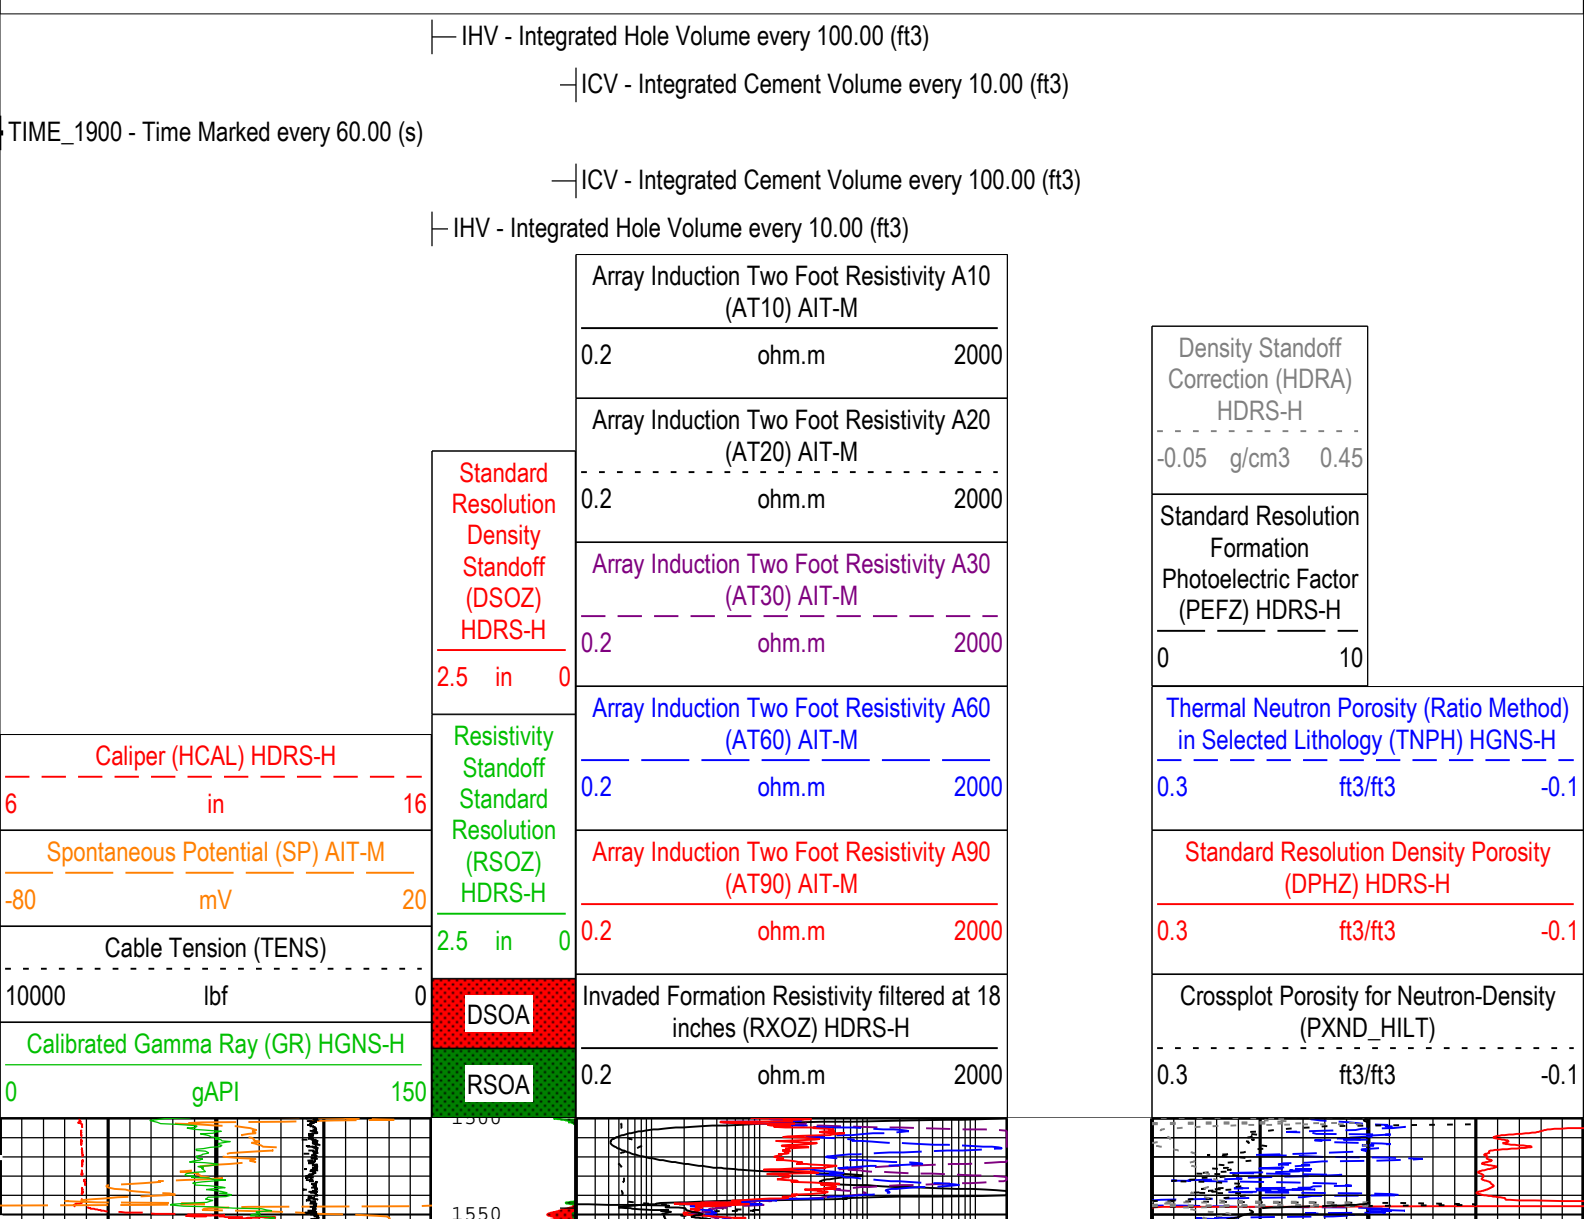 IHV - Integrated Hole Volume every 100.00 (ft3)
ICV - Integrated Cement Volume every 10.00 (ft3)
TIME_1900 - Time Marked every 60.00 (s)
ICV - Integrated Cement Volume every 100.00 (ft3)
IHV - Integrated Hole Volume every 10.00 (ft3)
Caliper (HCAL) HDRS-H
6 in 16
Spontaneous Potential (SP) AIT-M
-80 mV 20
Cable Tension (TENS)
10000 lbf 0
Calibrated Gamma Ray (GR) HGNS-H
0 gAPI 150
Standard
Resolution
Density
Standoff
(DSOZ)
HDRS-H
2.5 in 0
Resistivity
Standoff
Standard
Resolution
(RSOZ)
HDRS-H
2.5 in 0
DSOA
RSOA
Array Induction Two Foot Resistivity A10
(AT10) AIT-M
0.2 ohm.m 2000
Array Induction Two Foot Resistivity A20
(AT20) AIT-M
0.2 ohm.m 2000
Array Induction Two Foot Resistivity A30
(AT30) AIT-M
0.2 ohm.m 2000
Array Induction Two Foot Resistivity A60
(AT60) AIT-M
0.2 ohm.m 2000
Array Induction Two Foot Resistivity A90
(AT90) AIT-M
0.2 ohm.m 2000
Invaded Formation Resistivity filtered at 18
inches (RXOZ) HDRS-H
0.2 ohm.m 2000
Density Standoff
Correction (HDRA)
HDRS-H
-0.05 g/cm3 0.45
Standard Resolution
Formation
Photoelectric Factor
(PEFZ) HDRS-H
0 10
Thermal Neutron Porosity (Ratio Method)
in Selected Lithology (TNPH) HGNS-H
0.3 ft3/ft3 -0.1
Standard Resolution Density Porosity
(DPHZ) HDRS-H
0.3 ft3/ft3 -0.1
Crossplot Porosity for Neutron-Density
(PXND_HILT)
0.3 ft3/ft3 -0.1
1500
1550